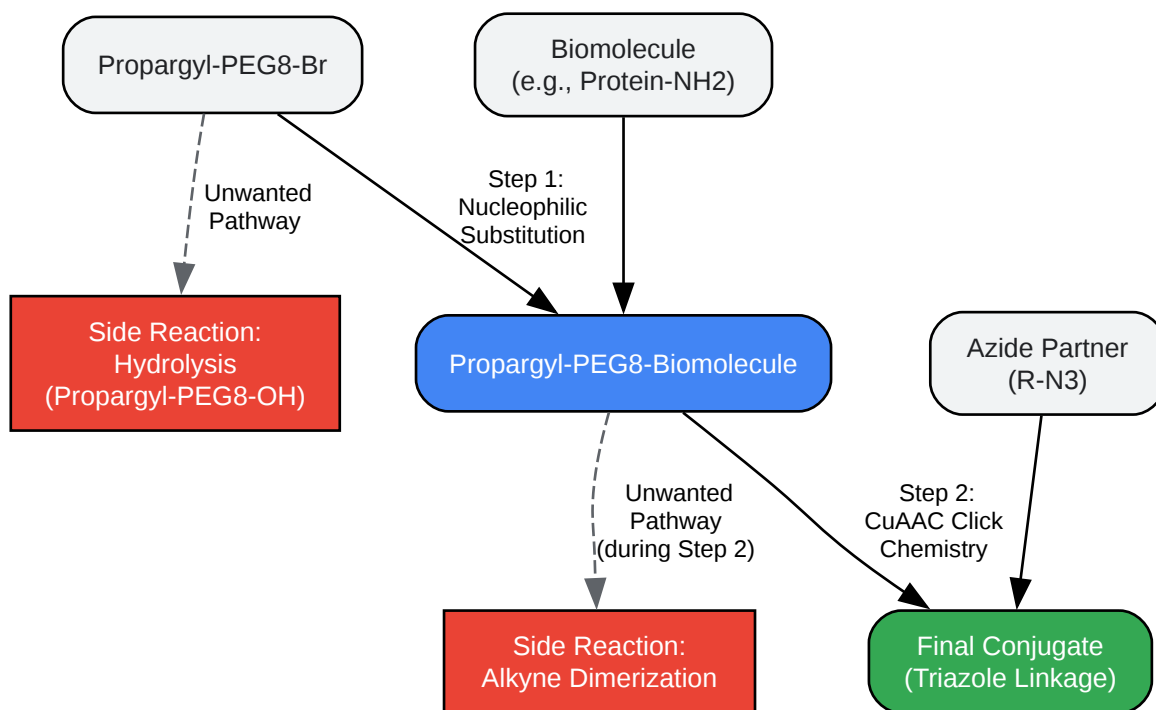 Propargyl-PEG8-Br
Biomolecule
(e.g., Protein-NH2)
Unwanted
Pathway
Step 1:
Nucleophilic
Substitution
Side Reaction:
Hydrolysis
(Propargyl-PEG8-OH)
Propargyl-PEG8-Biomolecule
Azide Partner
(R-N3)
Unwanted
Pathway
(during Step 2)
Step 2:
CuAAC Click
Chemistry
Side Reaction:
Alkyne Dimerization
Final Conjugate
(Triazole Linkage)